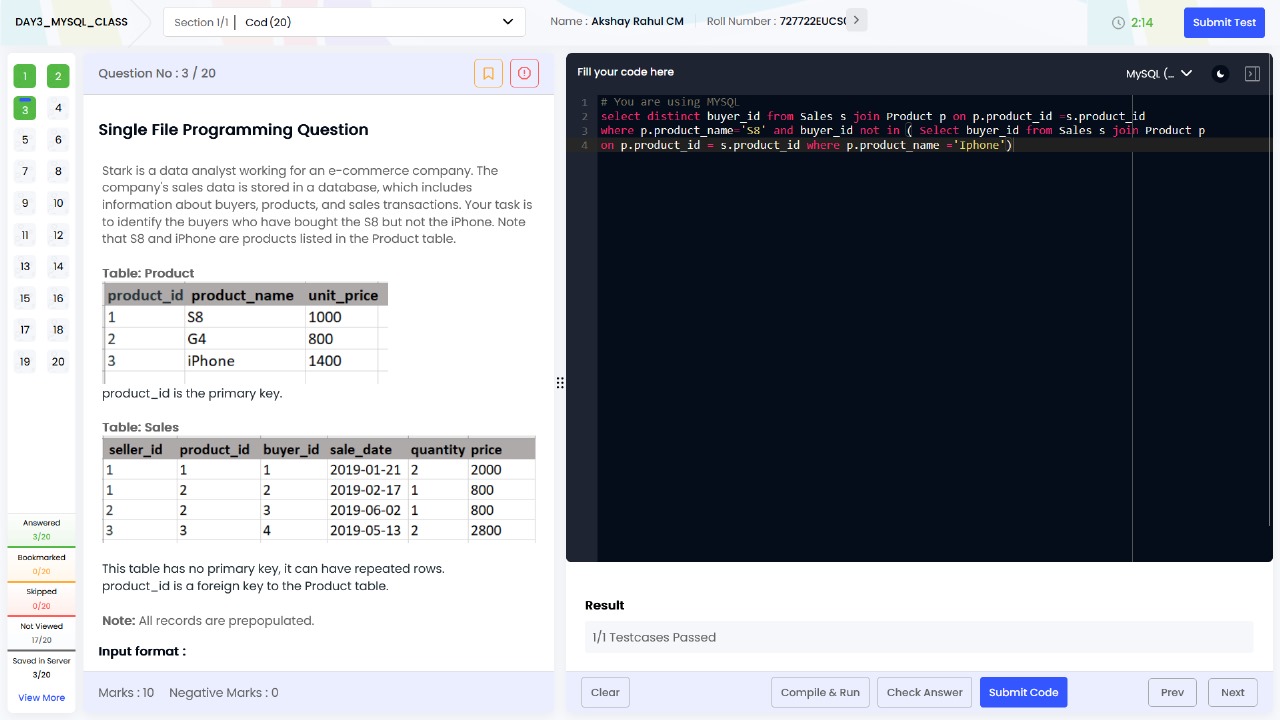 DAY3_MYSQL_CLASS
Section 1/1 | Cod (20)
Name : Akshay Rahul CM
Roll Number : 727722EUCS
2:14
Submit Test
1 2
3 4
5 6
7 8
9 10
11 12
13 14
15 16
17 18
19 20
Answered
3/20
Bookmarked
0/20
Skipped
0/20
Not Viewed
17/20
Saved in Server
3/20
View More
Question No : 3 / 20
Single File Programming Question
Stark is a data analyst working for an e-commerce company. The
company's sales data is stored in a database, which includes
information about buyers, products, and sales transactions. Your task is
to identify the buyers who have bought the S8 but not the iPhone. Note
that S8 and iPhone are products listed in the Product table.
Table: Product
product_id product_name unit_price
1 S8 1000
2 G4 800
3 iPhone 1400
product_id is the primary key.
Table: Sales
seller_id product_id buyer_id sale_date quantity price
1 1 1 2019-01-21 2 2000
1 2 2 2019-02-17 1 800
2 2 3 2019-06-02 1 800
3 3 4 2019-05-13 2 2800
This table has no primary key, it can have repeated rows.
product_id is a foreign key to the Product table.
Note: All records are prepopulated.
Input format :
Marks : 10 Negative Marks : 0
Fill your code here
MySQL (...
1 # You are using MYSQL
2 select distinct buyer_id from Sales s join Product p on p.product_id =s.product_id
3 where p.product_name='S8' and buyer_id not in ( Select buyer_id from Sales s join Product p
4 on p.product_id = s.product_id where p.product_name ='Iphone')
Result
1/1 Testcases Passed
Clear
Compile & Run
Check Answer
Submit Code
Prev
Next